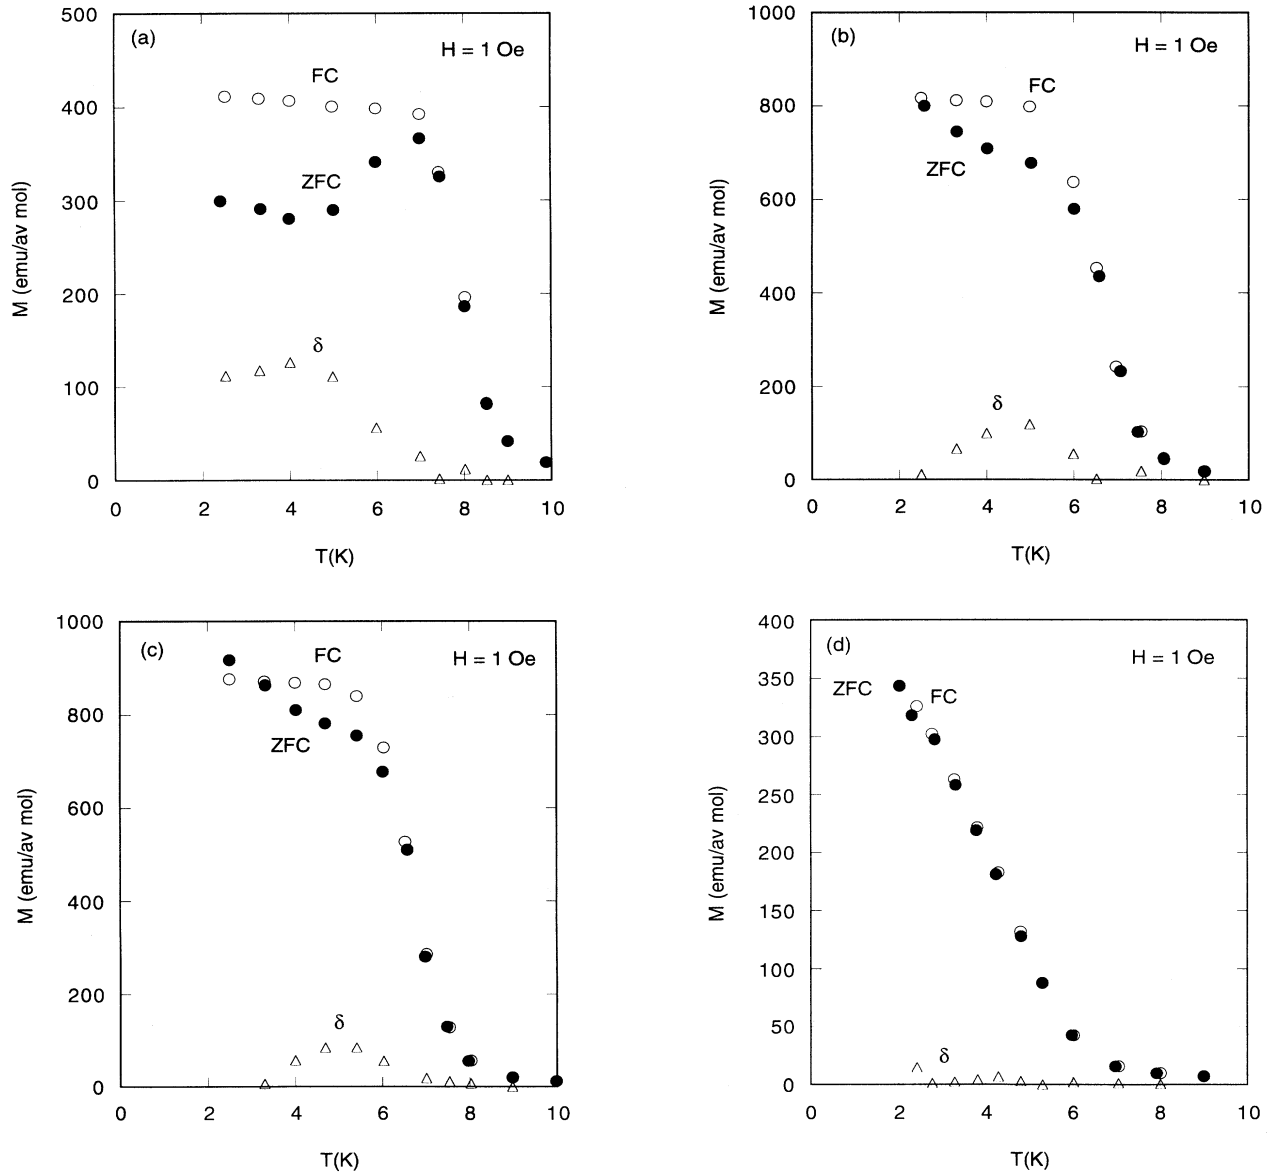 (a)
H = 1 Oe
FC
ZFC
δ
M (emu/av mol)
500
400
300
200
100
0
0 2 4 6 8 10
T(K)
(b)
H = 1 Oe
FC
ZFC
δ
M (emu/av mol)
1000
800
600
400
200
0
0 2 4 6 8 10
T(K)
(c)
H = 1 Oe
FC
ZFC
δ
M (emu/av mol)
1000
800
600
400
200
0
0 2 4 6 8 10
T(K)
(d)
H = 1 Oe
ZFC FC
δ
M (emu/av mol)
400
350
300
250
200
150
100
50
0
0 2 4 6 8 10
T(K)